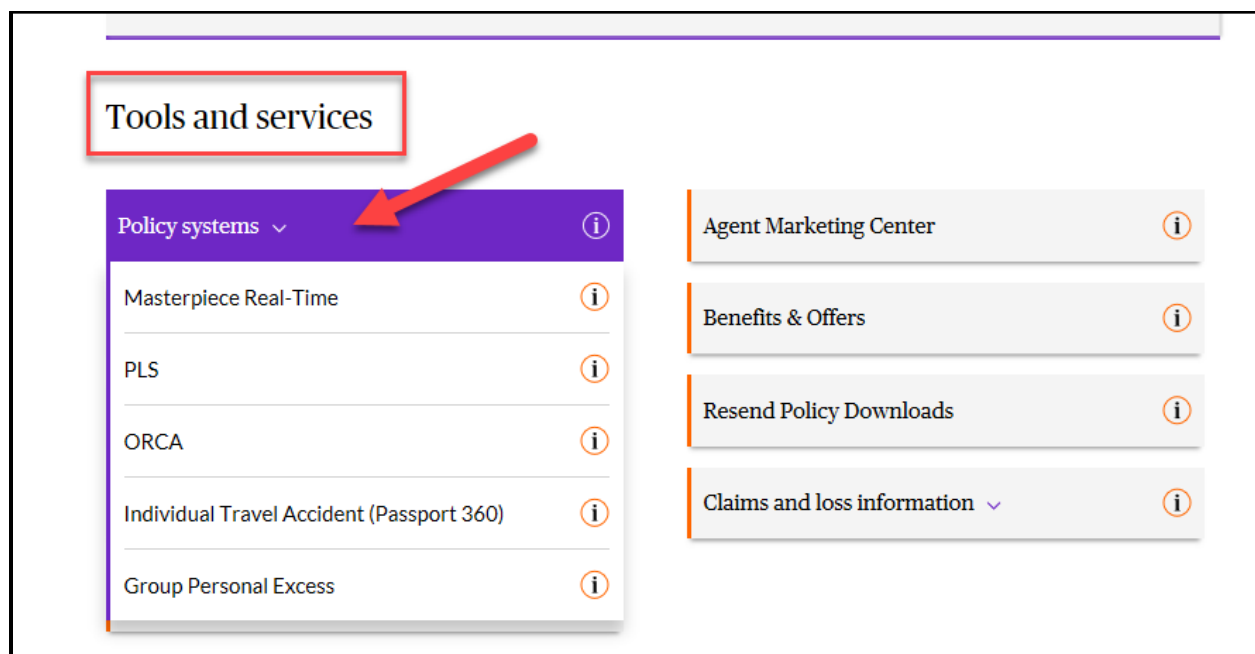 Tools and services
Policy systems
Masterpiece Real-Time
PLS
ORCA
Individual Travel Accident (Passport 360)
Group Personal Excess
Agent Marketing Center
Benefits & Offers
Resend Policy Downloads
Claims and loss information